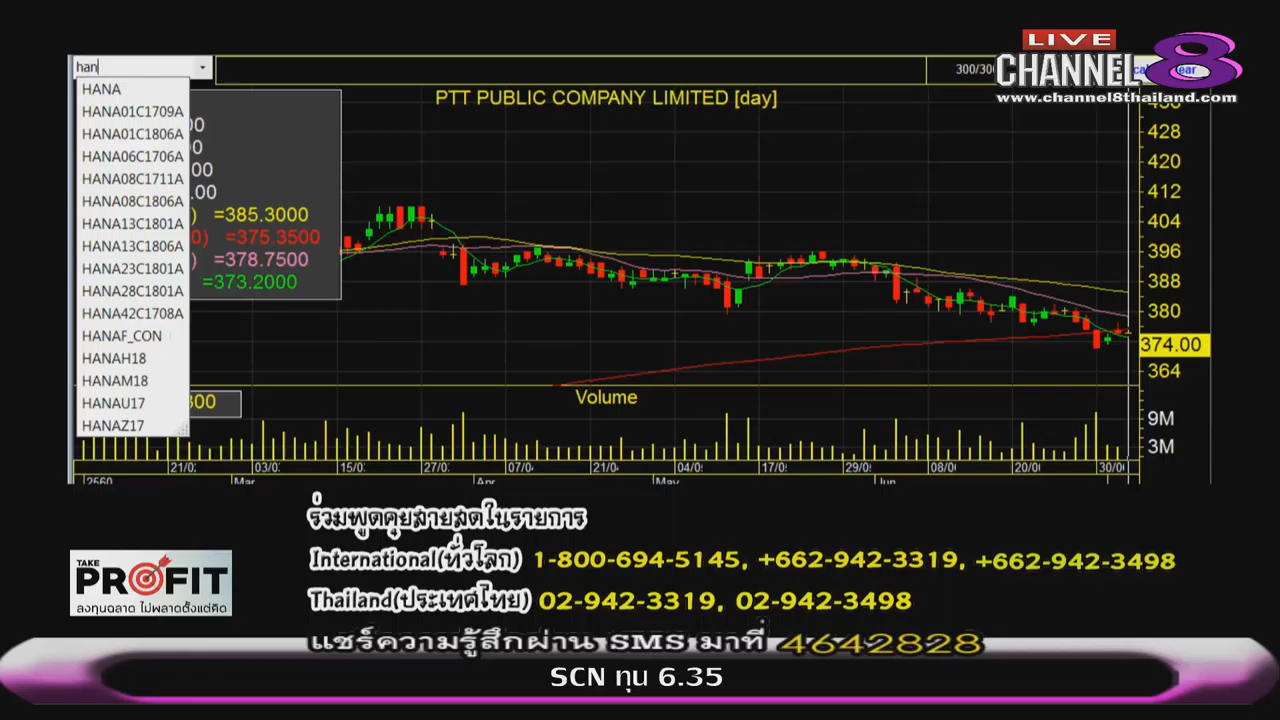 LIVE
CHANNEL 8
www.channel8thailand.com
han
300/300
PTT PUBLIC COMPANY LIMITED [day]
HANA
HANA01C1709A
HANA01C1806A
HANA06C1706A
HANA08C1711A
HANA08C1806A
HANA13C1801A
HANA13C1806A
HANA23C1801A
HANA28C1801A
HANA42C1708A
HANAF_CON
HANAH18
HANAM18
HANAU17
HANAZ17
=385.3000
=375.3500
=378.7500
=373.2000
428
420
412
404
396
388
380
374.00
364
Volume
9M
3M
21/0
03/0
15/0
27/0
07/0
21/0
04/0
17/0
29/0
08/0
20/0
30/0
2560
Mar
Apr
May
Jun
ร่วมพูดคุยสายสดในรายการ
International(ทั่วโลก) 1-800-694-5145, +662-942-3319, +662-942-3498
Thailand(ประเทศไทย) 02-942-3319, 02-942-3498
แชร์ความรู้สึกผ่าน SMS มาที่ 4642828
TAKE
PROFIT
ลงทุนฉลาด ไม่พลาดตั้งแต่คิด
SCN ทุน 6.35